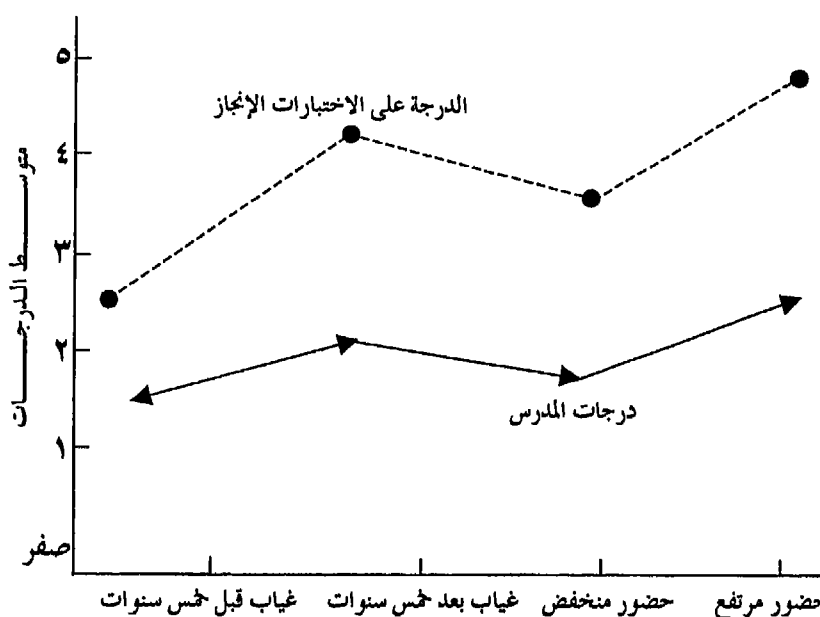 ٥
الدرجة على الاختبارات الإنجاز
٤
متوسط الدرجات
٣
٢
درجات المدرس
١
صفر
غياب قبل خمس سنوات
غياب بعد خمس سنوات
حضور منخفض
حضور مرتفع